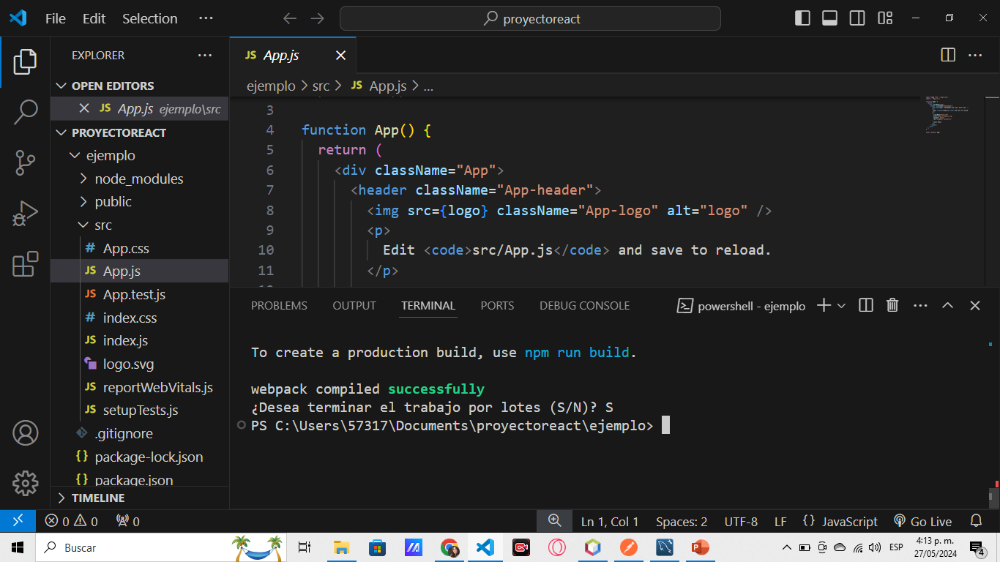 File Edit Selection ···
proyectoreact
EXPLORER
OPEN EDITORS
JS App.js ejemplo\src
PROYECTOREACT
ejemplo
node_modules
public
src
# App.css
JS App.js
JS App.test.js
# index.css
JS index.js
logo.svg
JS reportWebVitals.js
JS setupTests.js
.gitignore
{} package-lock.json
{} package.json
TIMELINE
JS App.js
ejemplo > src > JS App.js > ...
3
4 function App() {
5 return (
6 <div className="App">
7 <header className="App-header">
8 <img src={logo} className="App-logo" alt="logo" />
9 <p>
10 Edit <code>src/App.js</code> and save to reload.
11 </p>
PROBLEMS OUTPUT TERMINAL PORTS DEBUG CONSOLE powershell - ejemplo
To create a production build, use npm run build.
webpack compiled successfully
¿Desea terminar el trabajo por lotes (S/N)? S
PS C:\Users\57317\Documents\proyectoreact\ejemplo>
0 0 0 Ln 1, Col 1 Spaces: 2 UTF-8 LF {} JavaScript Go Live
Buscar
ESP
4:13 p. m.
27/05/2024
4